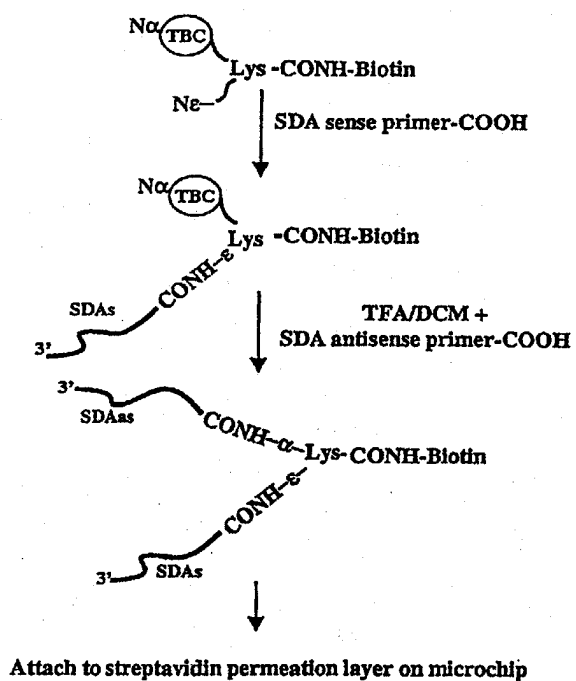 Nα TBC
Lys -CONH-Biotin
Nε
SDA sense primer-COOH
Nα TBC
Lys -CONH-Biotin
CONH-ε
SDAs
3'
TFA/DCM +
SDA antisense primer-COOH
3'
SDAas
CONH-α-Lys-CONH-Biotin
CONH-ε-
3'
SDAs
Attach to streptavidin permeation layer on microchip